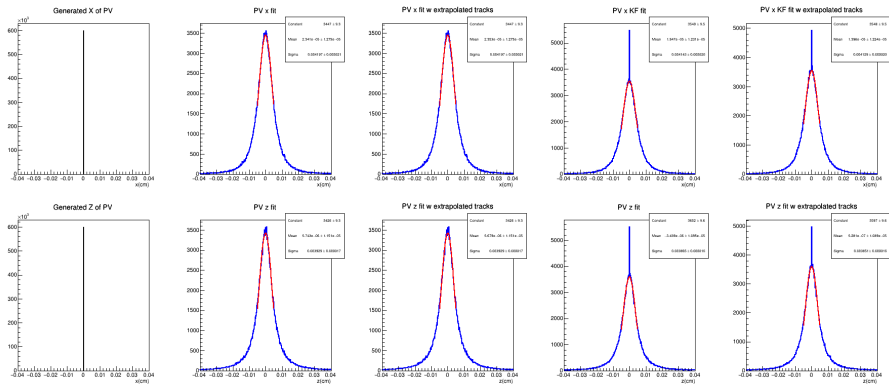 Generated X of PV
PV x fit
PV x fit w extrapolated tracks
PV x KF fit
PV x KF fit w extrapolated tracks
×10³
600
500
400
300
200
100
0
−0.04 −0.03 −0.02 −0.01 0 0.01 0.02 0.03 0.04
x(cm)
Constant
Mean
Sigma
3500
3000
2500
2000
1500
1000
500
0
−0.04 −0.03 −0.02 −0.01 0 0.01 0.02 0.03 0.04
x(cm)
Constant
Mean
Sigma
3500
3000
2500
2000
1500
1000
500
0
−0.04 −0.03 −0.02 −0.01 0 0.01 0.02 0.03 0.04
x(cm)
Constant
Mean
Sigma
5000
4000
3000
2000
1000
0
−0.04 −0.03 −0.02 −0.01 0 0.01 0.02 0.03 0.04
x(cm)
Constant
Mean
Sigma
5000
4000
3000
2000
1000
0
−0.04 −0.03 −0.02 −0.01 0 0.01 0.02 0.03 0.04
x(cm)
Generated Z of PV
PV z fit
PV z fit w extrapolated tracks
PV z fit
PV z fit w extrapolated tracks
×10³
600
500
400
300
200
100
0
−0.04 −0.03 −0.02 −0.01 0 0.01 0.02 0.03 0.04
x(cm)
Constant
Mean
Sigma
3500
3000
2500
2000
1500
1000
500
0
−0.04 −0.03 −0.02 −0.01 0 0.01 0.02 0.03 0.04
z(cm)
Constant
Mean
Sigma
3500
3000
2500
2000
1500
1000
500
0
−0.04 −0.03 −0.02 −0.01 0 0.01 0.02 0.03 0.04
z(cm)
Constant
Mean
Sigma
5000
4000
3000
2000
1000
0
−0.04 −0.03 −0.02 −0.01 0 0.01 0.02 0.03 0.04
z(cm)
Constant
Mean
Sigma
5000
4000
3000
2000
1000
0
−0.04 −0.03 −0.02 −0.01 0 0.01 0.02 0.03 0.04
z(cm)